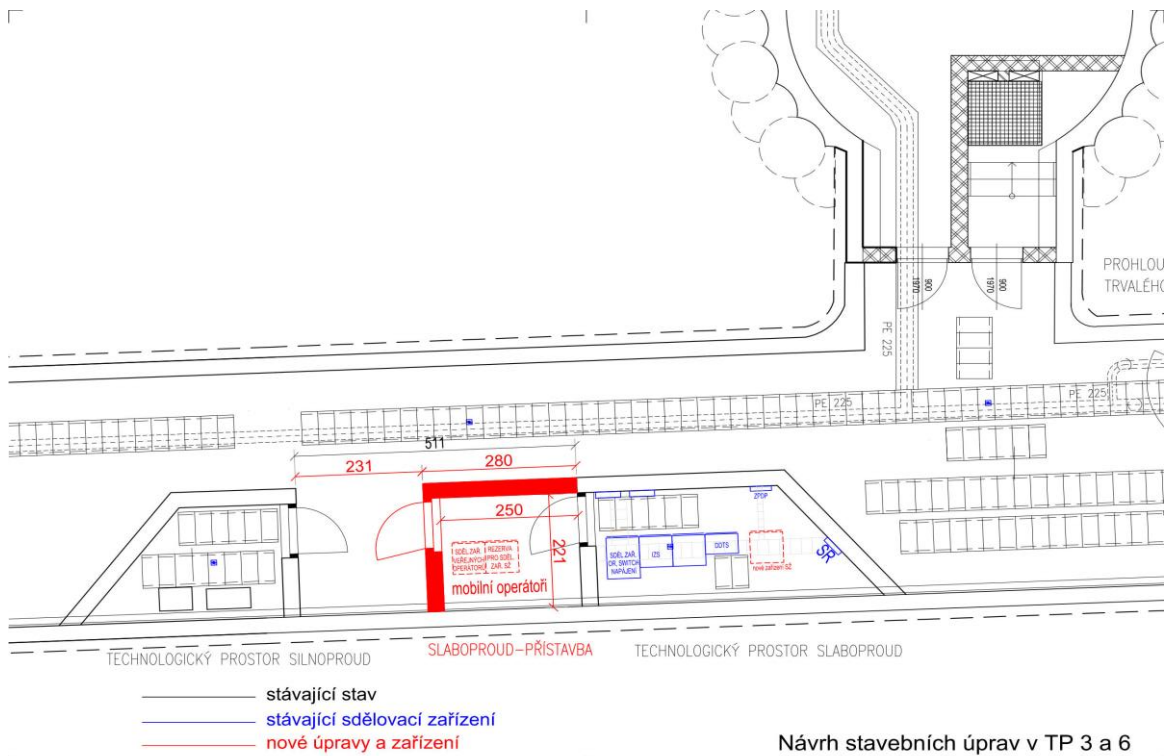 PROHLOU
TRVALÉHO
900
1970
900
1970
PE 225
PE 225
PE 225
511
231
280
250
221
ZPDP
SDĚL ZAŘ.
VEŘEJNÝCH
OPERÁTORŮ
REZERVA
PRO SDĚL.
ZAŘ. SŽ
mobilní operátoři
SDĚL ZAŘ.
OR, SWITCH
NAPÁJENÍ
IZS
DDTS
nové zařízení SŽ
SR
TECHNOLOGICKÝ PROSTOR SILNOPROUD
SLABOPROUD-PŘÍSTAVBA
TECHNOLOGICKÝ PROSTOR SLABOPROUD
stávající stav
stávající sdělovací zařízení
nové úpravy a zařízení
Návrh stavebních úprav v TP 3 a 6